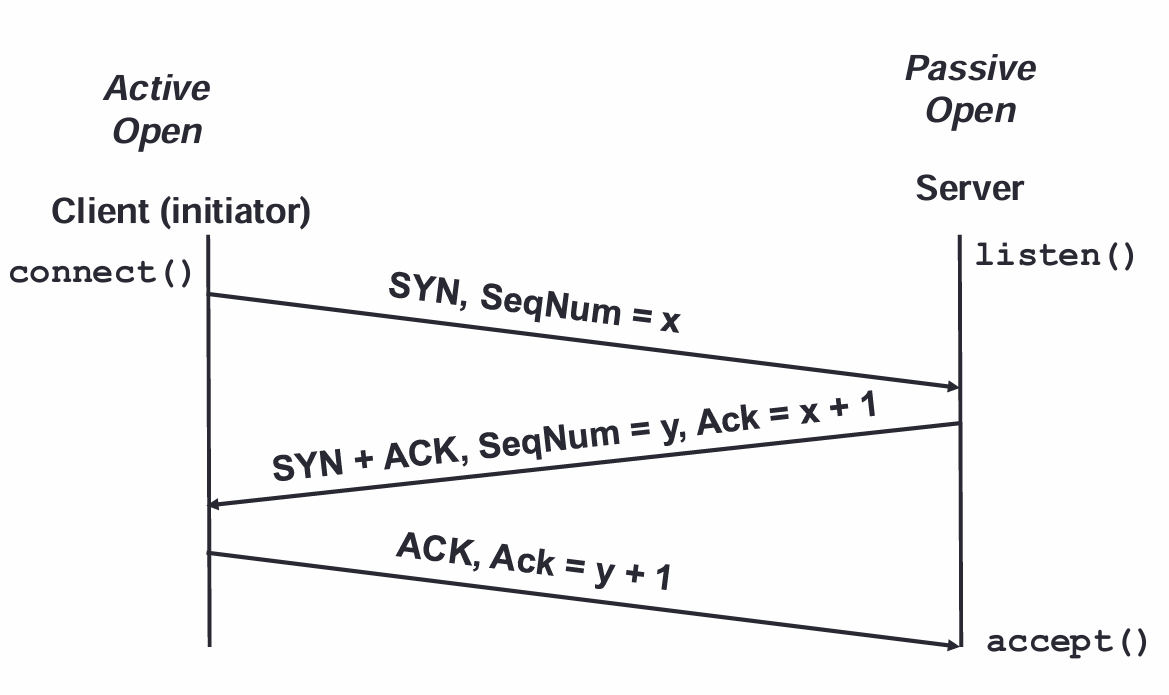 Active
Open
Passive
Open
Client (initiator)
Server
connect()
listen()
SYN, SeqNum = x
SYN + ACK, SeqNum = y, Ack = x + 1
ACK, Ack = y + 1
accept()